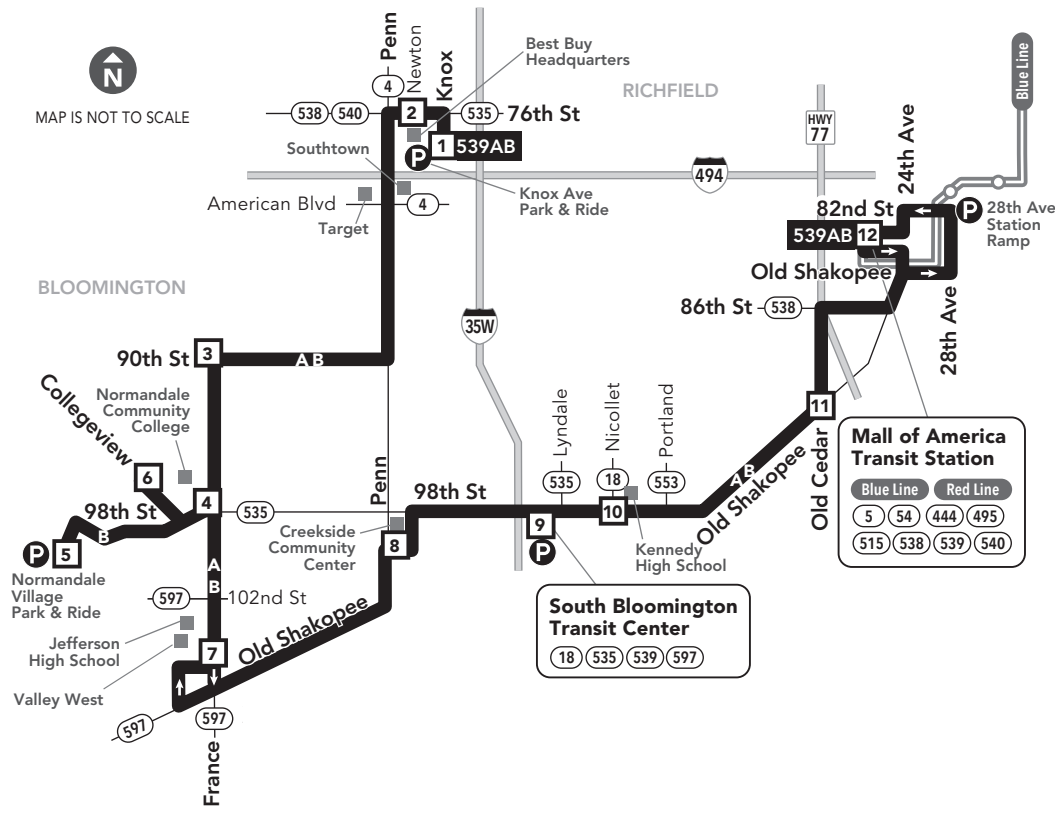 N
MAP IS NOT TO SCALE
Penn
Newton
Knox
4
Best Buy
Headquarters
RICHFIELD
Blue Line
538
540
2
535
76th St
HWY
77
24th Ave
Southtown
1
539AB
P
494
Knox Ave
Park & Ride
American Blvd
4
Target
82nd St
P
28th Ave
Station
Ramp
539AB
12
Old Shakopee
BLOOMINGTON
86th St
538
28th Ave
35W
90th St
3
AB
Normandale
Community
College
Collegeview
6
Lyndale
Nicollet
Portland
11
Old Cedar
Mall of America
Transit Station
Blue Line
Red Line
5
54
444
495
515
538
539
540
Penn
98th St
535
18
553
AB
Old Shakopee
98th St
4
535
B
9
10
P
Creekside
Community
Center
8
Kennedy
High School
P
5
Normandale
Village
Park & Ride
A
B
597
102nd St
South Bloomington
Transit Center
18
535
539
597
Jefferson
High School
Old Shakopee
7
Valley West
597
597
France